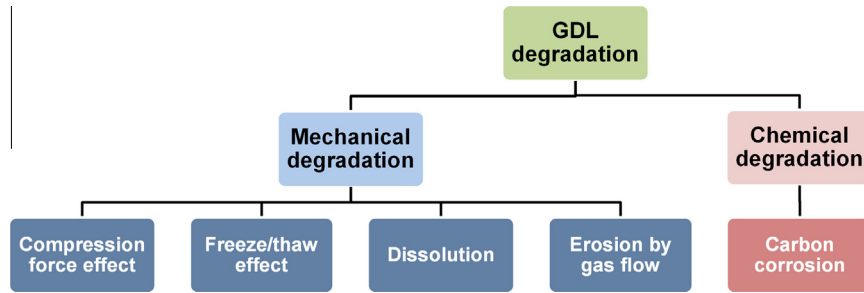 GDL
degradation
Mechanical
degradation
Chemical
degradation
Compression
force effect
Freeze/thaw
effect
Dissolution
Erosion by
gas flow
Carbon
corrosion